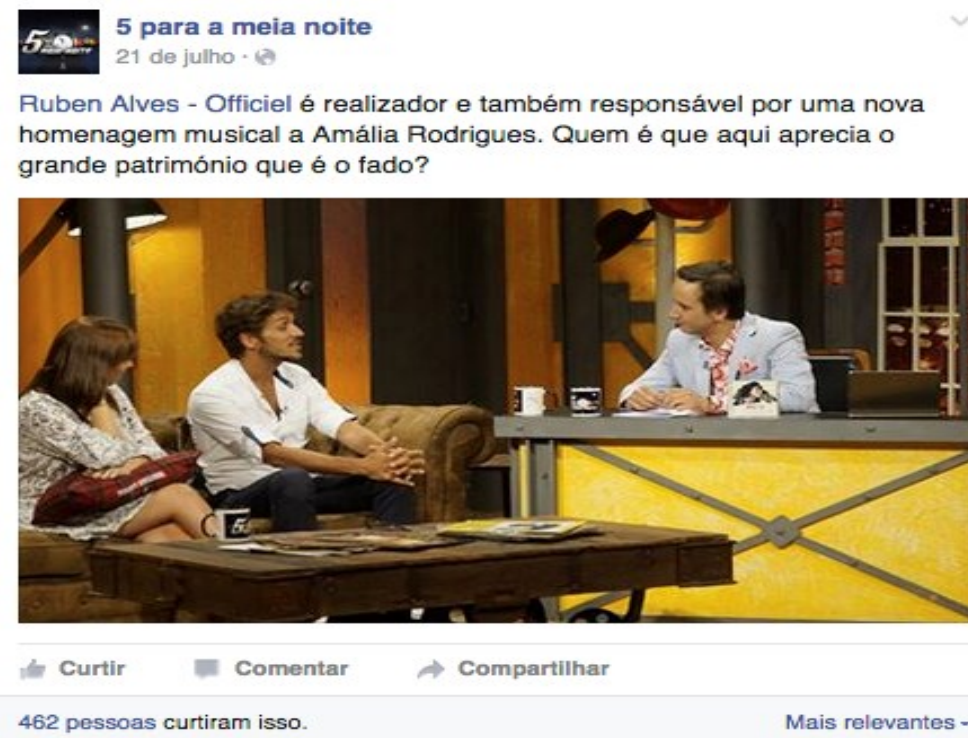 5 para a meia noite
21 de julho ·
Ruben Alves - Officiel é realizador e também responsável por uma nova
homenagem musical a Amália Rodrigues. Quem é que aqui aprecia o
grande património que é o fado?
Curtir Comentar Compartilhar
462 pessoas curtiram isso. Mais relevantes